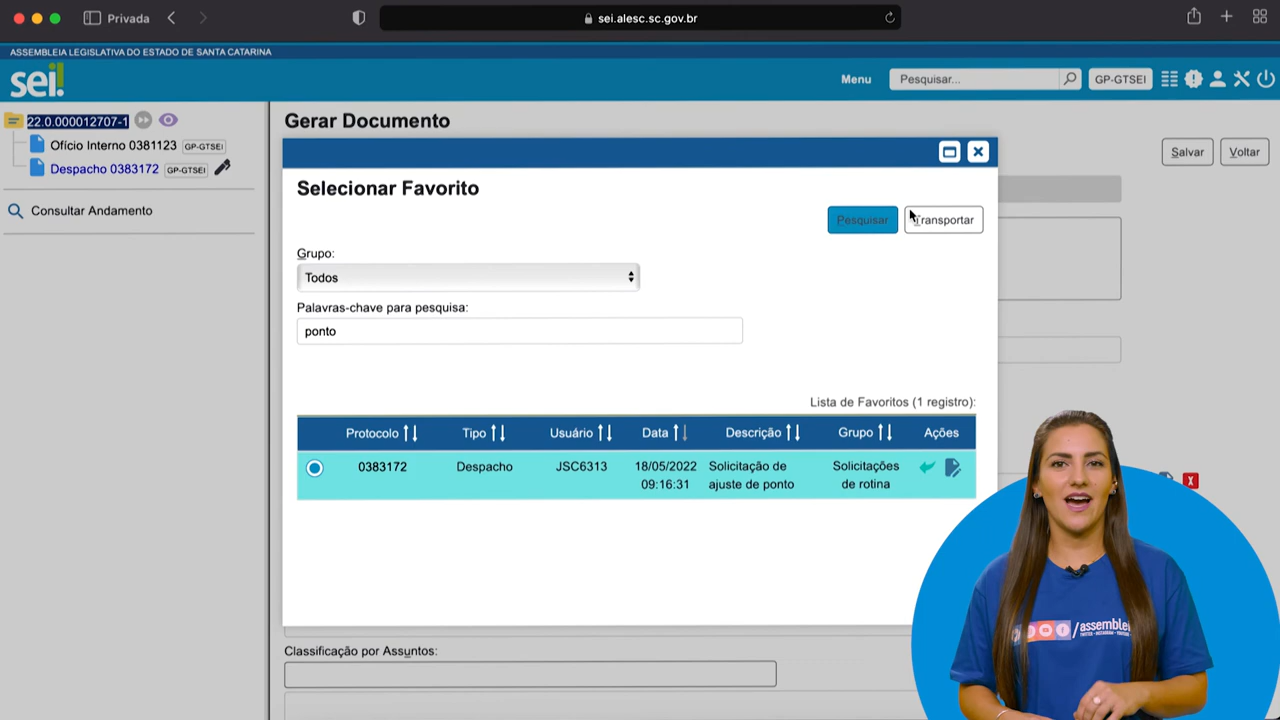 Privada
sei.alesc.sc.gov.br
ASSEMBLEIA LEGISLATIVA DO ESTADO DE SANTA CATARINA
sei!
Menu
Pesquisar...
GP-GTSEI
22.0.000012707-1
Ofício Interno 0381123 GP-GTSEI
Despacho 0383172 GP-GTSEI
Consultar Andamento
Gerar Documento
Salvar
Voltar
Selecionar Favorito
Pesquisar
Transportar
Grupo:
Todos
Palavras-chave para pesquisa:
ponto
Lista de Favoritos (1 registro):
Protocolo Tipo Usuário Data Descrição Grupo Ações
0383172 Despacho JSC6313 18/05/2022 Solicitação de Solicitações
09:16:31 ajuste de ponto de rotina
X
Classificação por Assuntos: